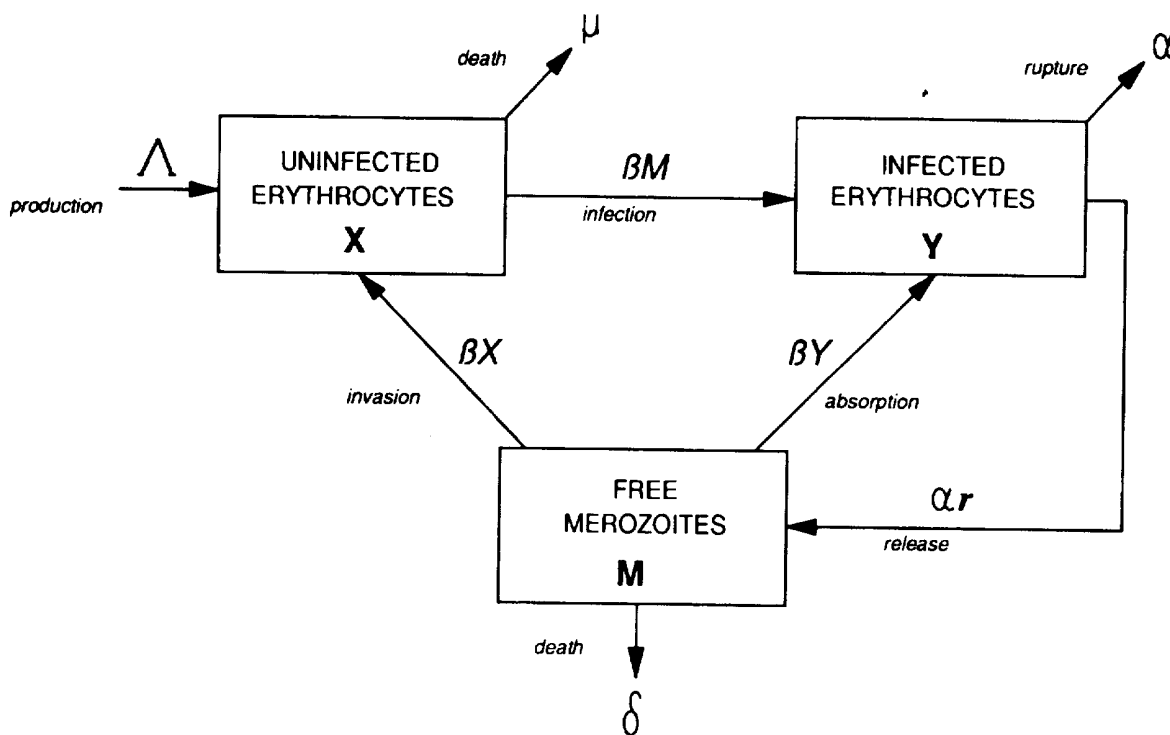 μ
death
α
rupture
Λ
production
UNINFECTED
ERYTHROCYTES
X
βM
infection
INFECTED
ERYTHROCYTES
Y
βX
invasion
βY
absorption
FREE
MEROZOITES
M
αr
release
death
δ